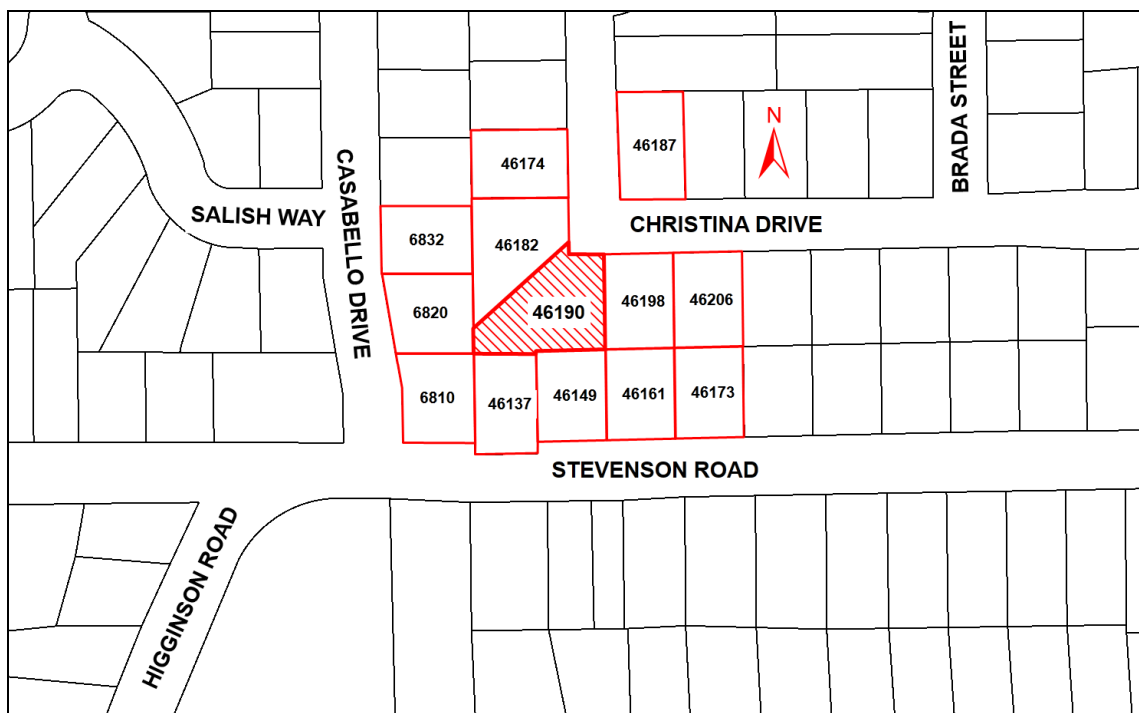 BRADA STREET
N
46187
CASABELLO DRIVE
46174
SALISH WAY
CHRISTINA DRIVE
6832
46182
6820
46190
46198
46206
6810
46137
46149
46161
46173
STEVENSON ROAD
HIGGINSON ROAD